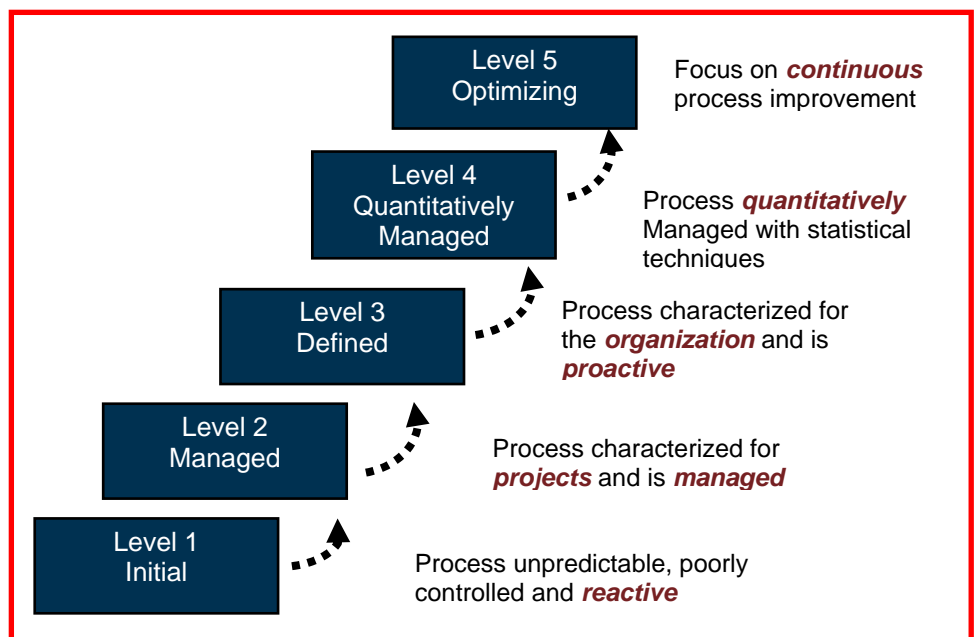 Level 5
Optimizing
Focus on continuous
process improvement
Level 4
Quantitatively
Managed
Process quantitatively
Managed with statistical
techniques
Level 3
Defined
Process characterized for
the organization and is
proactive
Level 2
Managed
Process characterized for
projects and is managed
Level 1
Initial
Process unpredictable, poorly
controlled and reactive